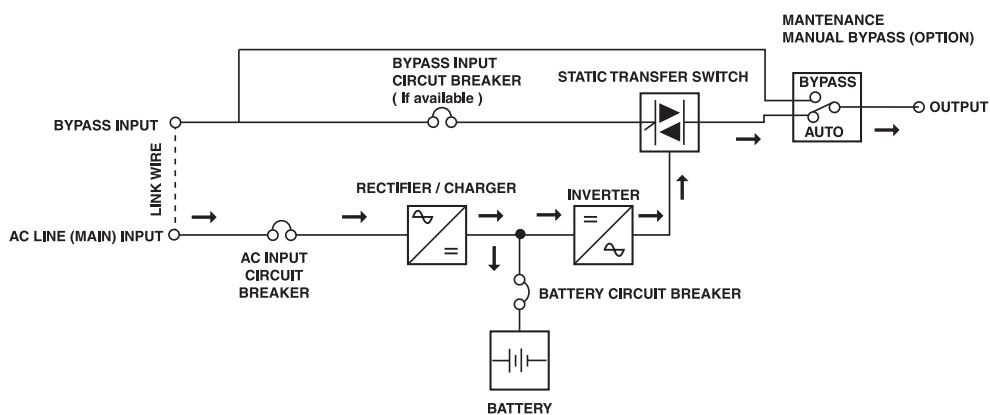 MANTENANCE
MANUAL BYPASS (OPTION)
BYPASS INPUT
CIRCUT BREAKER
( If available )
STATIC TRANSFER SWITCH
BYPASS
BYPASS INPUT
OUTPUT
AUTO
LINK WIRE
RECTIFIER / CHARGER
INVERTER
AC LINE (MAIN) INPUT
AC INPUT
CIRCUIT
BREAKER
BATTERY CIRCUIT BREAKER
BATTERY